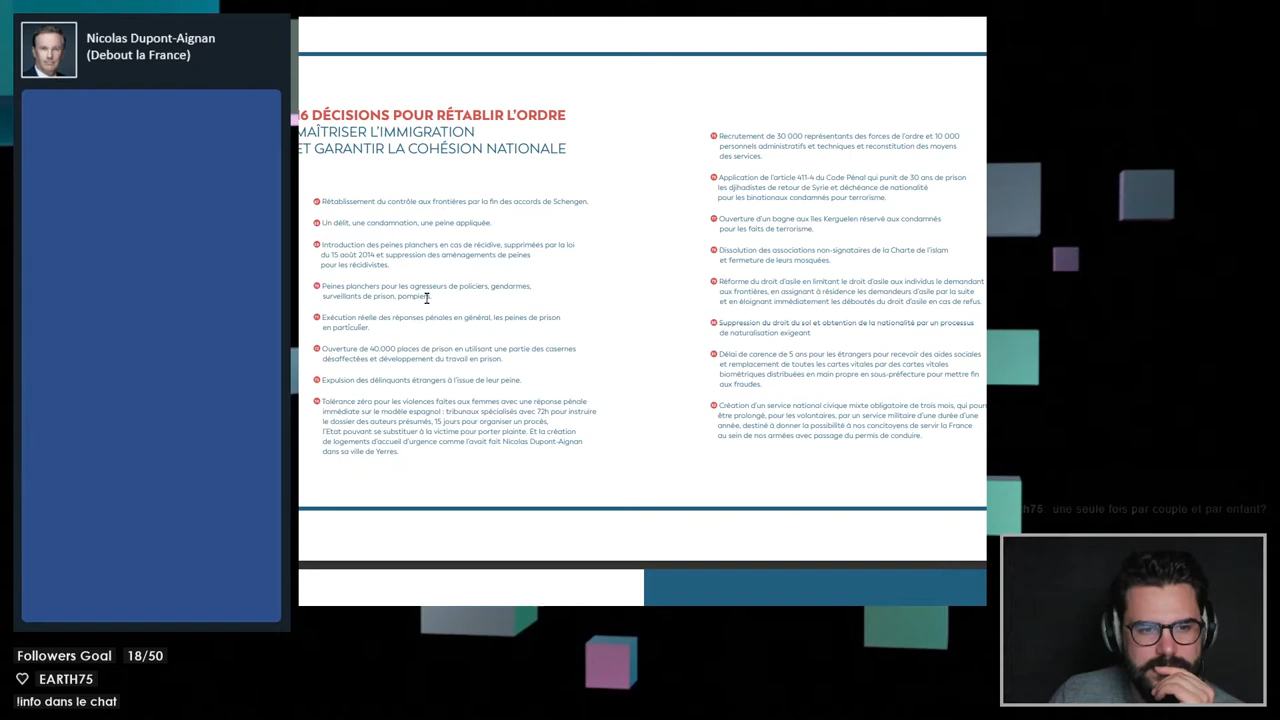 Nicolas Dupont-Aignan
(Debout la France)
16 DÉCISIONS POUR RÉTABLIR L'ORDRE
MAÎTRISER L'IMMIGRATION
ET GARANTIR LA COHÉSION NATIONALE
67 Rétablissement du contrôle aux frontières par la fin des accords de Schengen.
68 Un délit, une condamnation, une peine appliquée.
69 Introduction des peines planchers en cas de récidive, supprimées par la loi
du 15 août 2014 et suppression des aménagements de peines
pour les récidivistes.
70 Peines planchers pour les agresseurs de policiers, gendarmes,
surveillants de prison, pompiers.
71 Exécution réelle des réponses pénales en général, les peines de prison
en particulier.
72 Ouverture de 40.000 places de prison en utilisant une partie des casernes
désaffectées et développement du travail en prison.
73 Expulsion des délinquants étrangers à l'issue de leur peine.
74 Tolérance zéro pour les violences faites aux femmes avec une réponse pénale
immédiate sur le modèle espagnol : tribunaux spécialisés avec 72h pour instruire
le dossier des auteurs présumés, 15 jours pour organiser un procès,
l'Etat pouvant se substituer à la victime pour porter plainte. Et la création
de logements d'accueil d'urgence comme l'avait fait Nicolas Dupont-Aignan
dans sa ville de Yerres.
75 Recrutement de 30 000 représentants des forces de l'ordre et 10 000
personnels administratifs et techniques et reconstitution des moyens
des services.
76 Application de l'article 411-4 du Code Pénal qui punit de 30 ans de prison
les djihadistes de retour de Syrie et déchéance de nationalité
pour les binationaux condamnés pour terrorisme.
77 Ouverture d'un bagne aux îles Kerguelen réservé aux condamnés
pour les faits de terrorisme.
78 Dissolution des associations non-signataires de la Charte de l'islam
et fermeture de leurs mosquées.
79 Réforme du droit d'asile en limitant le droit d'asile aux individus le demandant
aux frontières, en assignant à résidence les demandeurs d'asile par la suite
et en éloignant immédiatement les déboutés du droit d'asile en cas de refus.
80 Suppression du droit du sol et obtention de la nationalité par un processus
de naturalisation exigeant
81 Délai de carence de 5 ans pour les étrangers pour recevoir des aides sociales
et remplacement de toutes les cartes vitales par des cartes vitales
biométriques distribuées en main propre en sous-préfecture pour mettre fin
aux fraudes.
82 Création d'un service national civique mixte obligatoire de trois mois, qui pourr
être prolongé, pour les volontaires, par un service militaire d'une durée d'une
année, destiné à donner la possibilité à nos concitoyens de servir la France
au sein de nos armées avec passage du permis de conduire.
h75: une seule fois par couple et par enfant?
Followers Goal 18/50
EARTH75
!info dans le chat